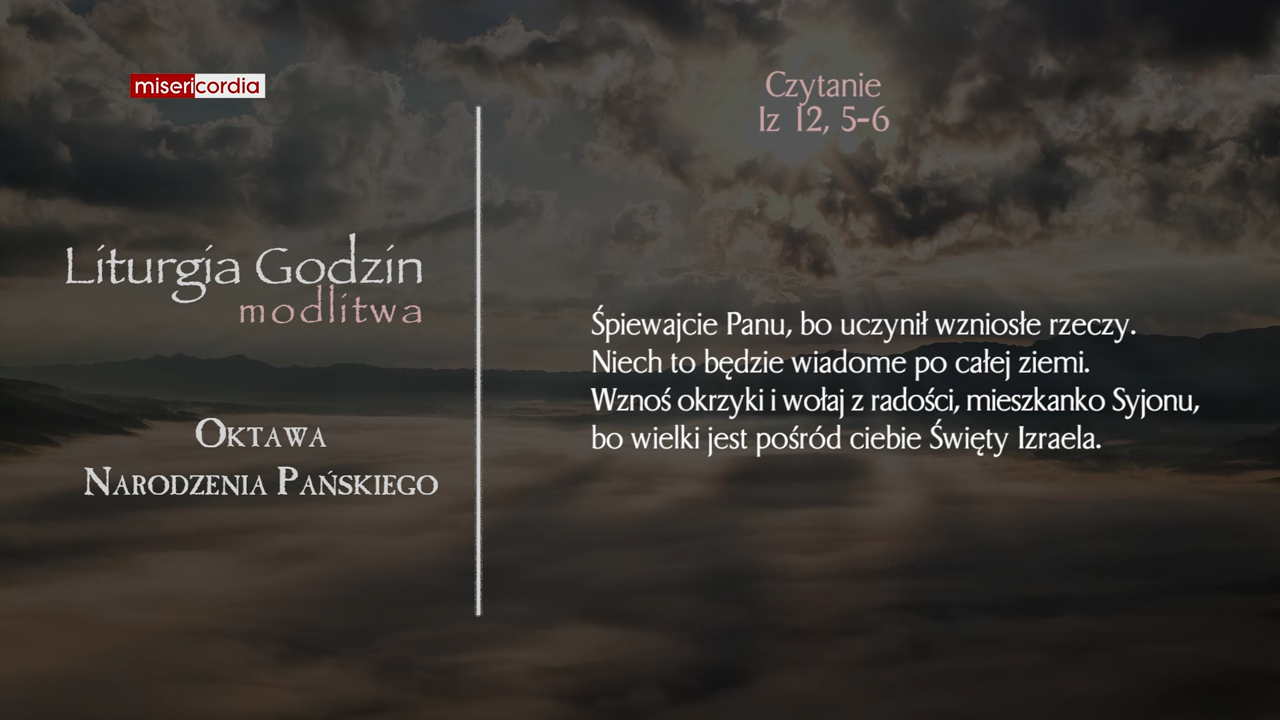 misericordia
Liturgia Godzin
modlitwa
Oktawa
Narodzenia Pańskiego
Czytanie
Iz 12, 5-6
Śpiewajcie Panu, bo uczynił wzniosłe rzeczy.
Niech to będzie wiadome po całej ziemi.
Wznoś okrzyki i wołaj z radości, mieszkanko Syjonu,
bo wielki jest pośród ciebie Święty Izraela.